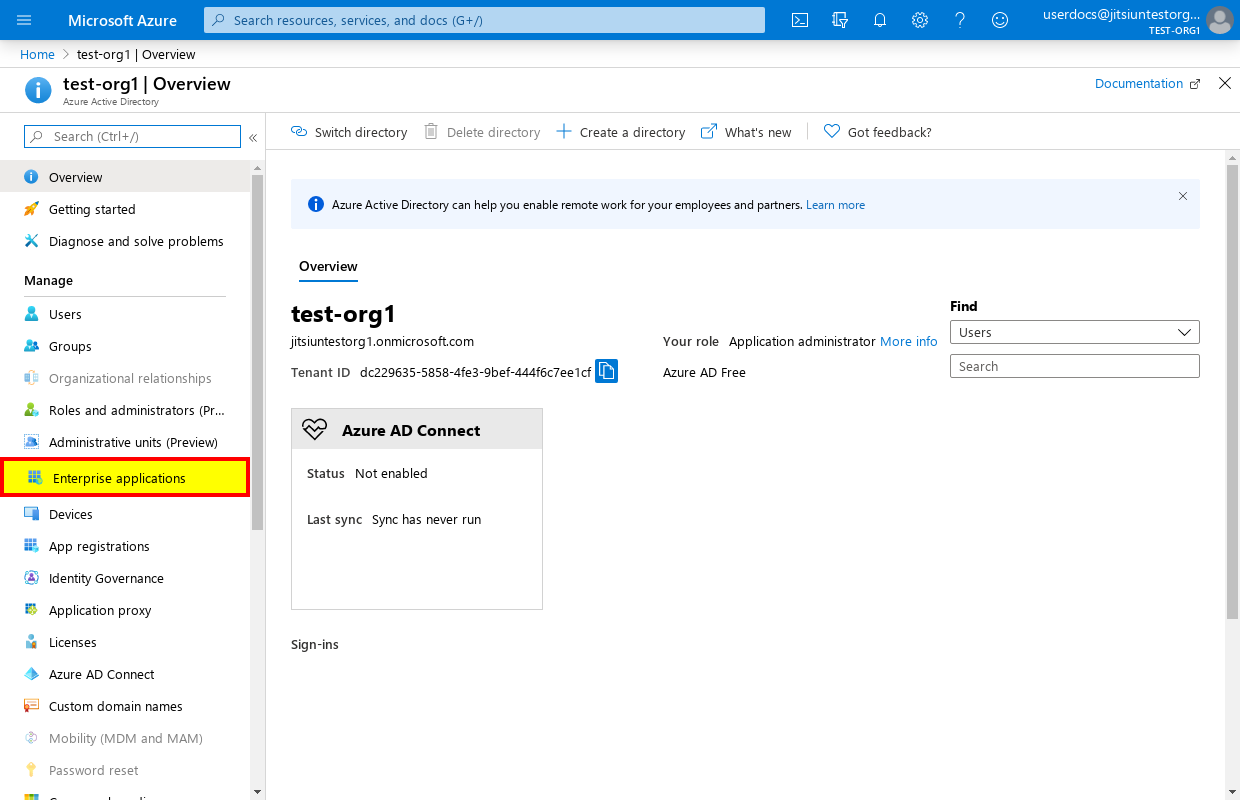 Microsoft Azure
Search resources, services, and docs (G+/)
userdocs@jitsiuntestorg...
TEST-ORG1
Home > test-org1 | Overview
test-org1 | Overview
Azure Active Directory
Documentation
Search (Ctrl+/)
«
Switch directory
Delete directory
Create a directory
What's new
Got feedback?
Overview
Getting started
Diagnose and solve problems
Manage
Users
Groups
Organizational relationships
Roles and administrators (Pr...
Administrative units (Preview)
Enterprise applications
Devices
App registrations
Identity Governance
Application proxy
Licenses
Azure AD Connect
Custom domain names
Mobility (MDM and MAM)
Password reset
Azure Active Directory can help you enable remote work for your employees and partners. Learn more
Overview
test-org1
jitsiuntestorg1.onmicrosoft.com
Tenant ID dc229635-5858-4fe3-9bef-444f6c7ee1cf
Your role Application administrator More info
Azure AD Free
Find
Users
Search
Azure AD Connect
Status Not enabled
Last sync Sync has never run
Sign-ins